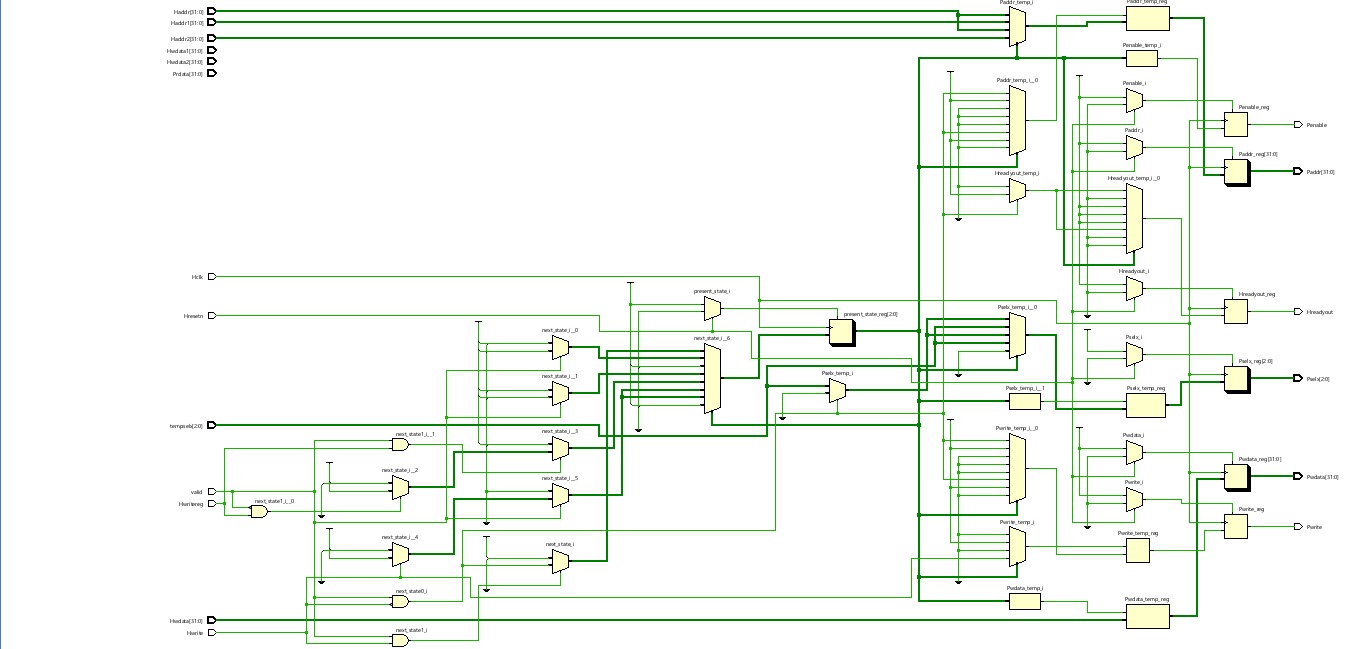 Haddr[31:0]
Haddr1[31:0]
Haddr2[31:0]
Hwdata1[31:0]
Hwdata2[31:0]
Prdata[31:0]
Paddr_temp_i
Paddr_temp_reg
Penable_temp_i
Paddr_temp_i__0
Penable_i
Penable_reg
Penable
Paddr_i
Paddr_reg[31:0]
Paddr[31:0]
Hreadyout_temp_i
Hreadyout_temp_i__0
Hclk
Hreadyout_i
present_state_i
Hreadyout_reg
Hreadyout
Hresetn
present_state_reg[2:0]
Pselx_temp_i__0
next_state_i__0
next_state_i__6
Pselx_i
Pselx_reg[2:0]
Pselx[2:0]
next_state_i__1
Pselx_temp_i
Pselx_temp_i__1
Pselx_temp_reg
tempselx[2:0]
next_state1_i__1
next_state_i__3
Pwrite_temp_i__0
Pwdata_i
Pwdata_reg[31:0]
Pwdata[31:0]
next_state_i__2
next_state_i__5
valid
Hwritereg
next_state1_i__0
Pwrite_i
Pwrite_reg
Pwrite
next_state_i__4
next_state_i
Pwrite_temp_i
Pwrite_temp_reg
next_state0_i
Pwdata_temp_i
Pwdata_temp_reg
Hwdata[31:0]
Hwrite
next_state1_i